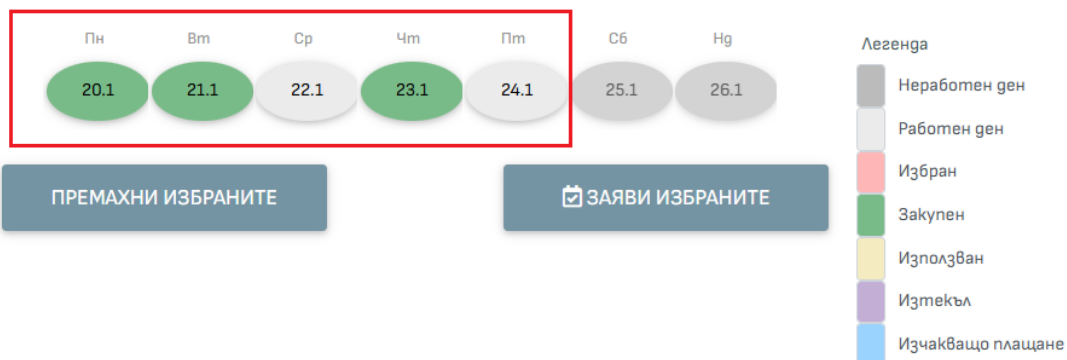 Пн Вт Ср Чт Пт Сб Нд
20.1 21.1 22.1 23.1 24.1 25.1 26.1
ПРЕМАХНИ ИЗБРАНИТЕ
ЗАЯВИ ИЗБРАНИТЕ
Легенда
Неработен ден
Работен ден
Избран
Закупен
Използван
Изтекъл
Изчакващо плащане